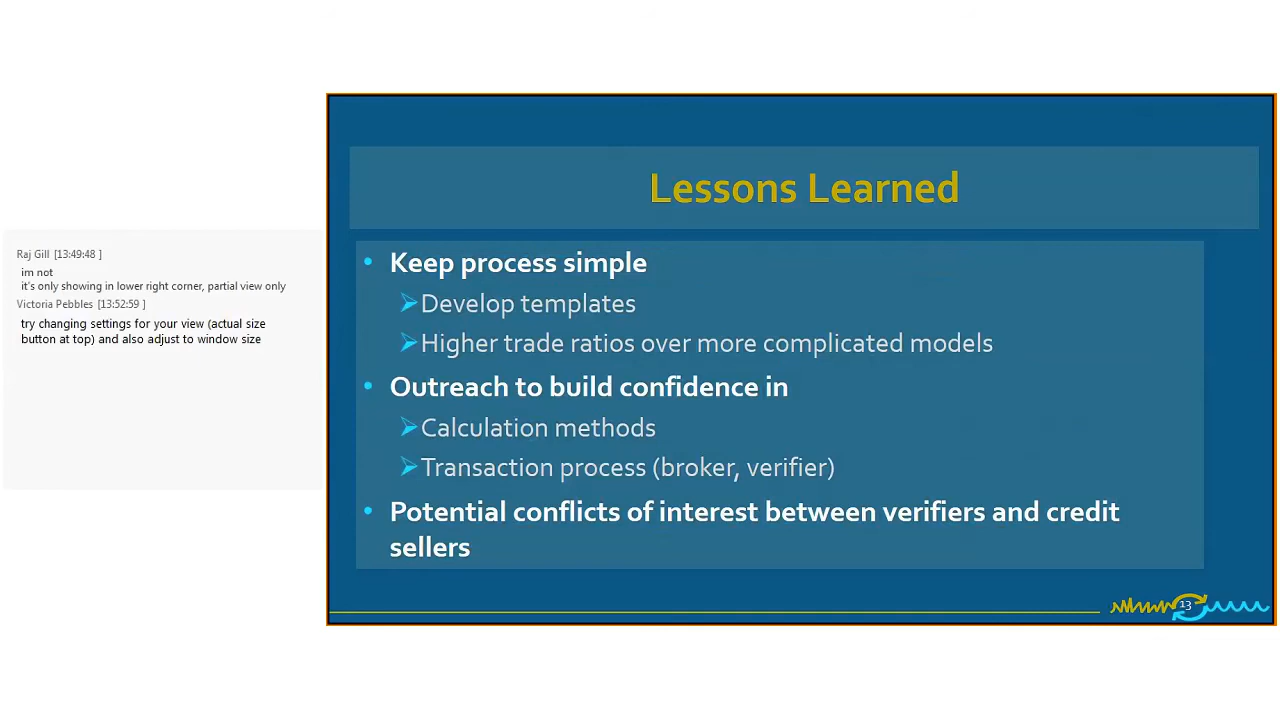 Raj Gill [13:49:48 ]
im not
it's only showing in lower right corner, partial view only
Victoria Pebbles [13:52:59 ]
try changing settings for your view (actual size
button at top) and also adjust to window size
Lessons Learned
• Keep process simple
➢Develop templates
➢Higher trade ratios over more complicated models
• Outreach to build confidence in
➢Calculation methods
➢Transaction process (broker, verifier)
• Potential conflicts of interest between verifiers and credit
sellers
13